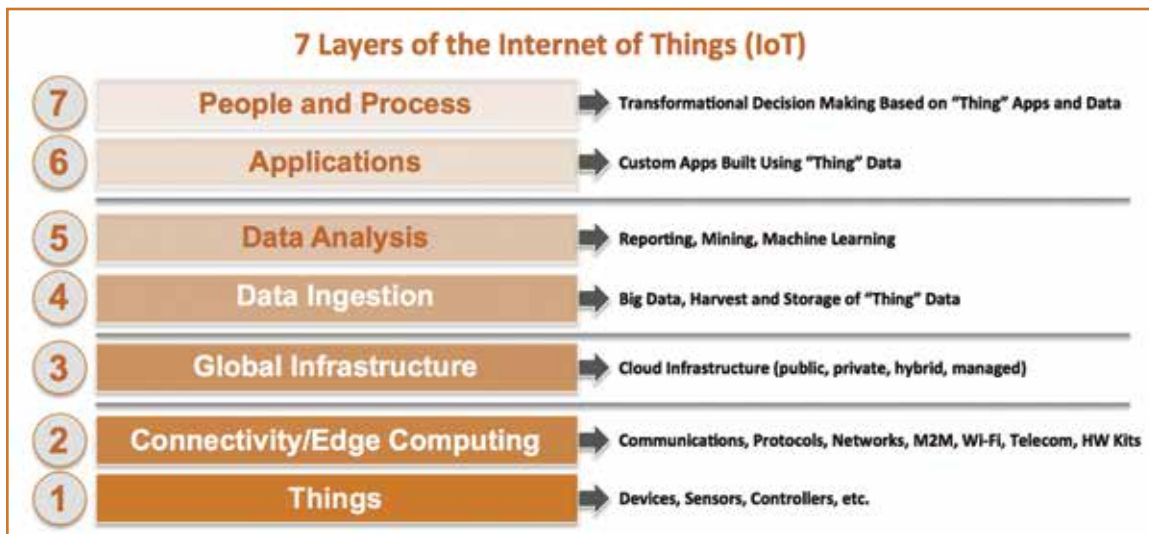 7 Layers of the Internet of Things (IoT)
7 People and Process Transformational Decision Making Based on “Thing” Apps and Data
6 Applications Custom Apps Built Using “Thing” Data
5 Data Analysis Reporting, Mining, Machine Learning
4 Data Ingestion Big Data, Harvest and Storage of “Thing” Data
3 Global Infrastructure Cloud Infrastructure (public, private, hybrid, managed)
2 Connectivity/Edge Computing Communications, Protocols, Networks, M2M, Wi-Fi, Telecom, HW Kits
1 Things Devices, Sensors, Controllers, etc.